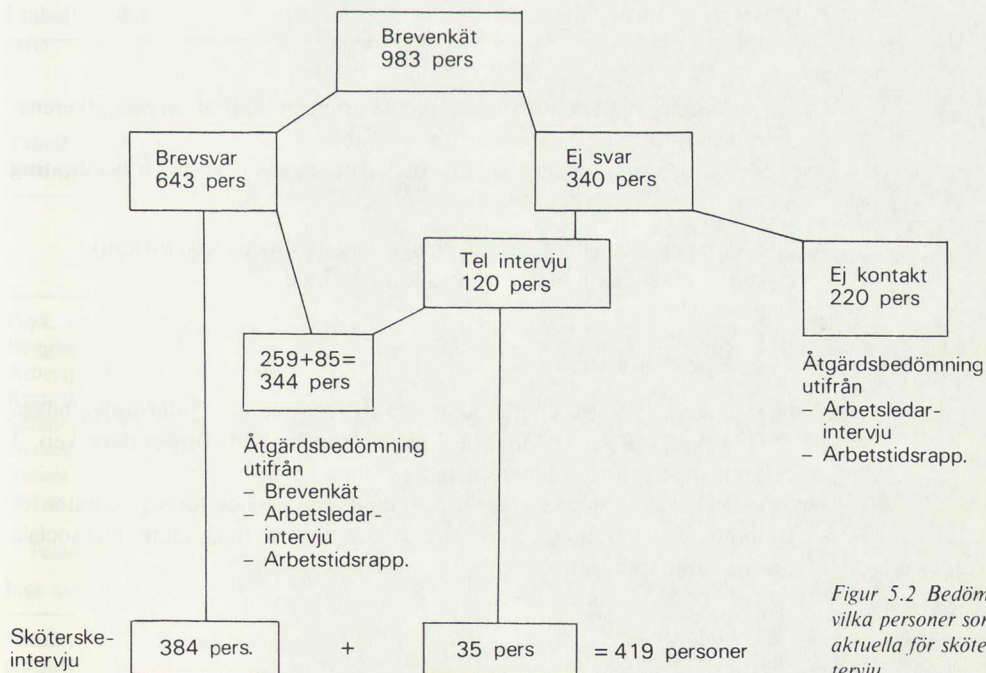 Brevenkät
983 pers
Brevsvar
643 pers
Ej svar
340 pers
Tel intervju
120 pers
Ej kontakt
220 pers
259+85=
344 pers
Åtgärdsbedömning
utifrån
– Arbetsledar-
intervju
– Arbetstidsrapp.
Åtgärdsbedömning
utifrån
– Brevenkät
– Arbetsledar-
intervju
– Arbetstidsrapp.
Sköterske-
intervju
384 pers.
+
35 pers
= 419 personer
Figur 5.2 Bedöm
vilka personer som
aktuella för sköte
tervju